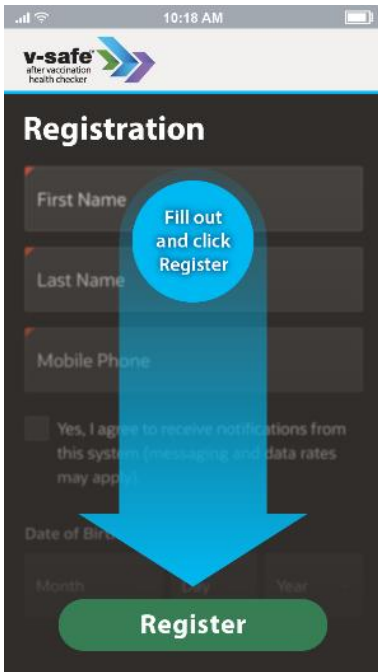 10:18 AM
v-safe
after vaccination
health checker
Registration
First Name
Fill out
and click
Register
Last Name
Mobile Phone
Yes, I agree to receive notifications from
this system (messaging and data rates
may apply)
Date of Birth
Month Day Year
Register